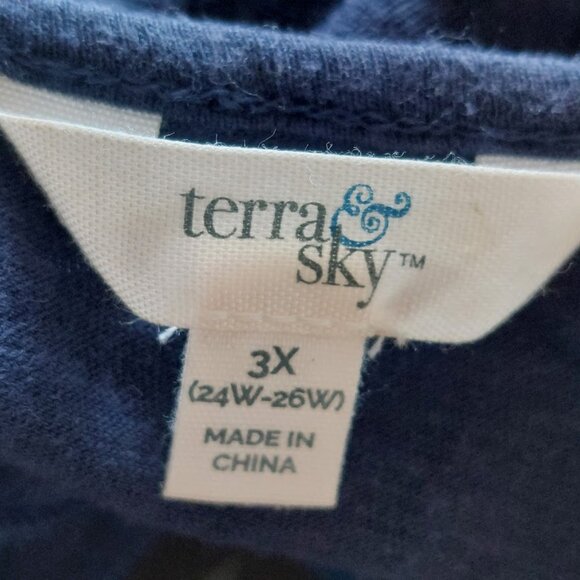 terra &
sky™
3X
(24W-26W)
MADE IN
CHINA